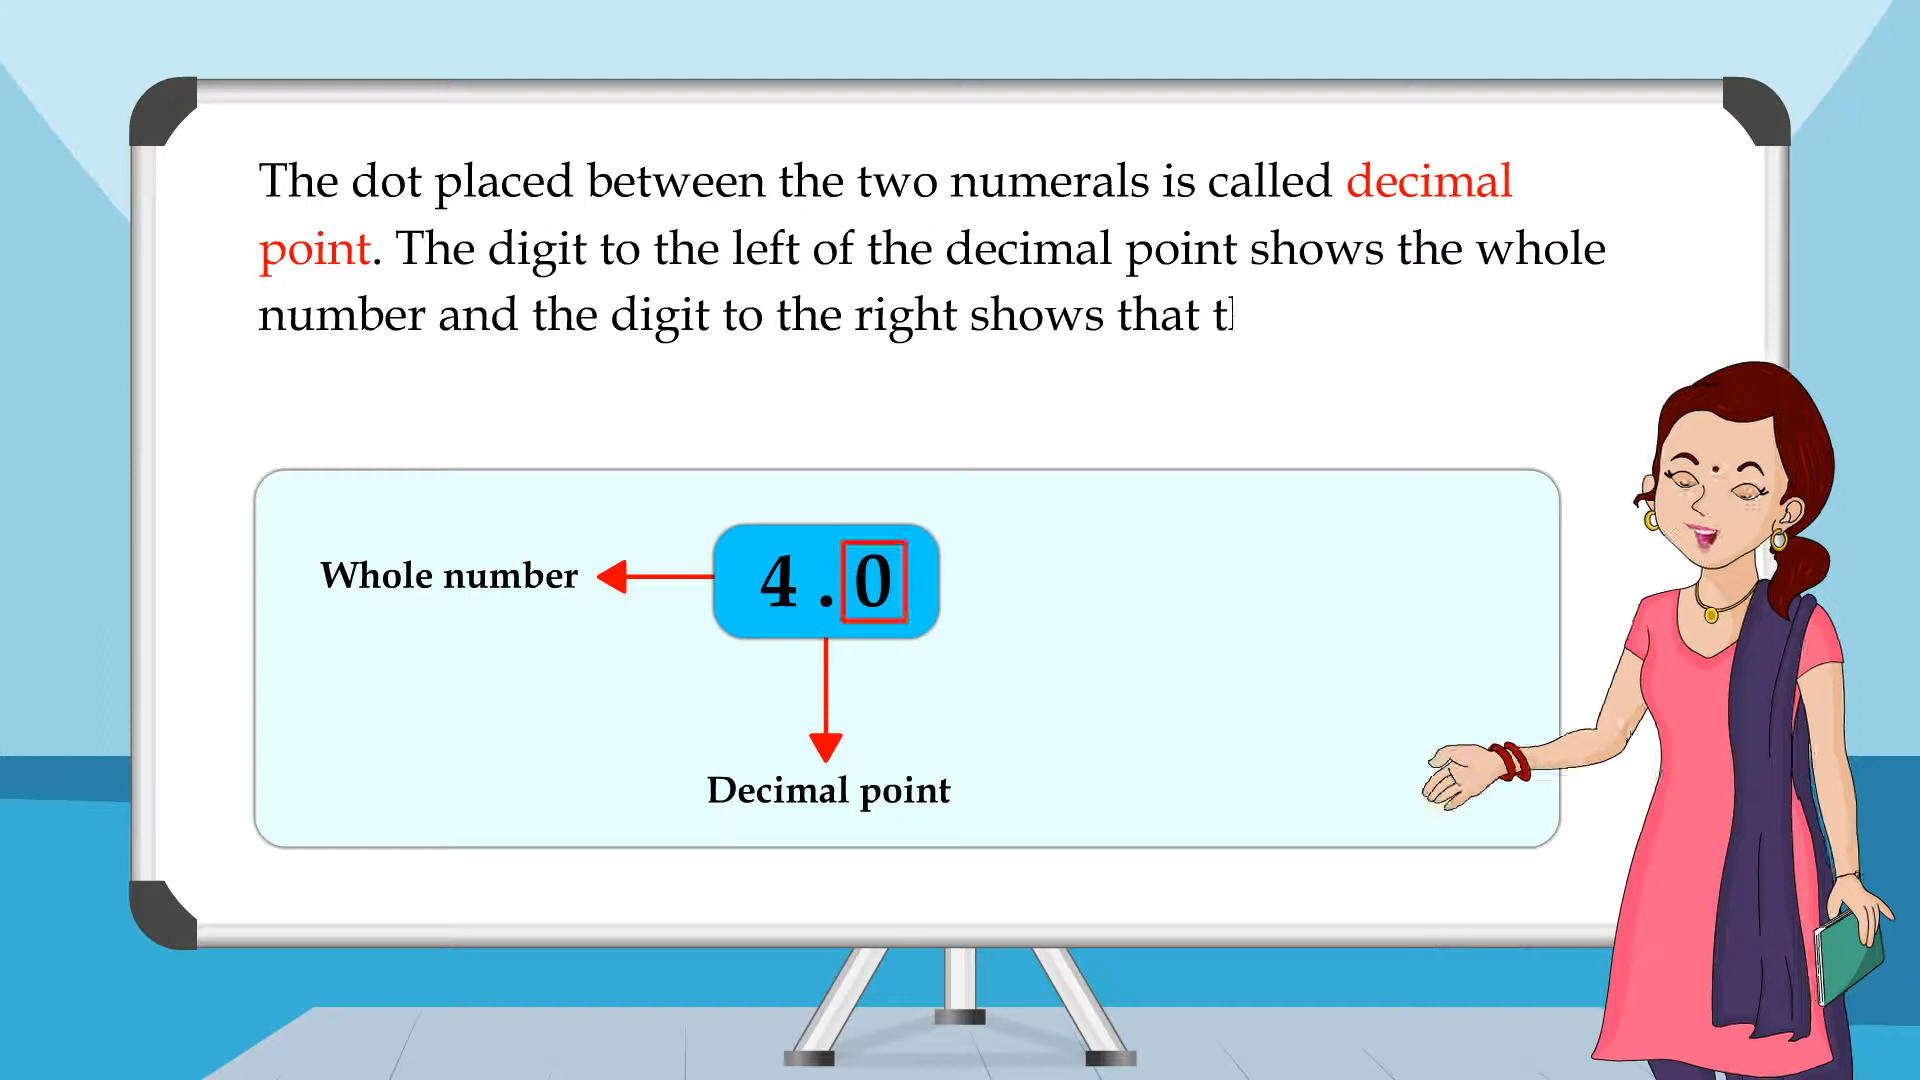 The dot placed between the two numerals is called decimal
point. The digit to the left of the decimal point shows the whole
number and the digit to the right shows that
Whole number
4.0
Decimal point